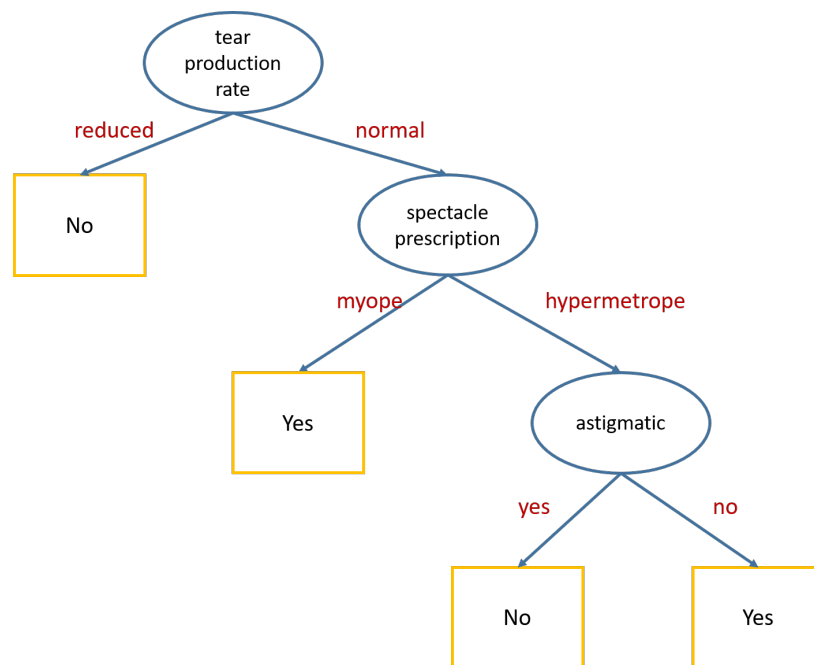 tear
production
rate
reduced
normal
No
spectacle
prescription
myope
hypermetrope
Yes
astigmatic
yes
no
No
Yes